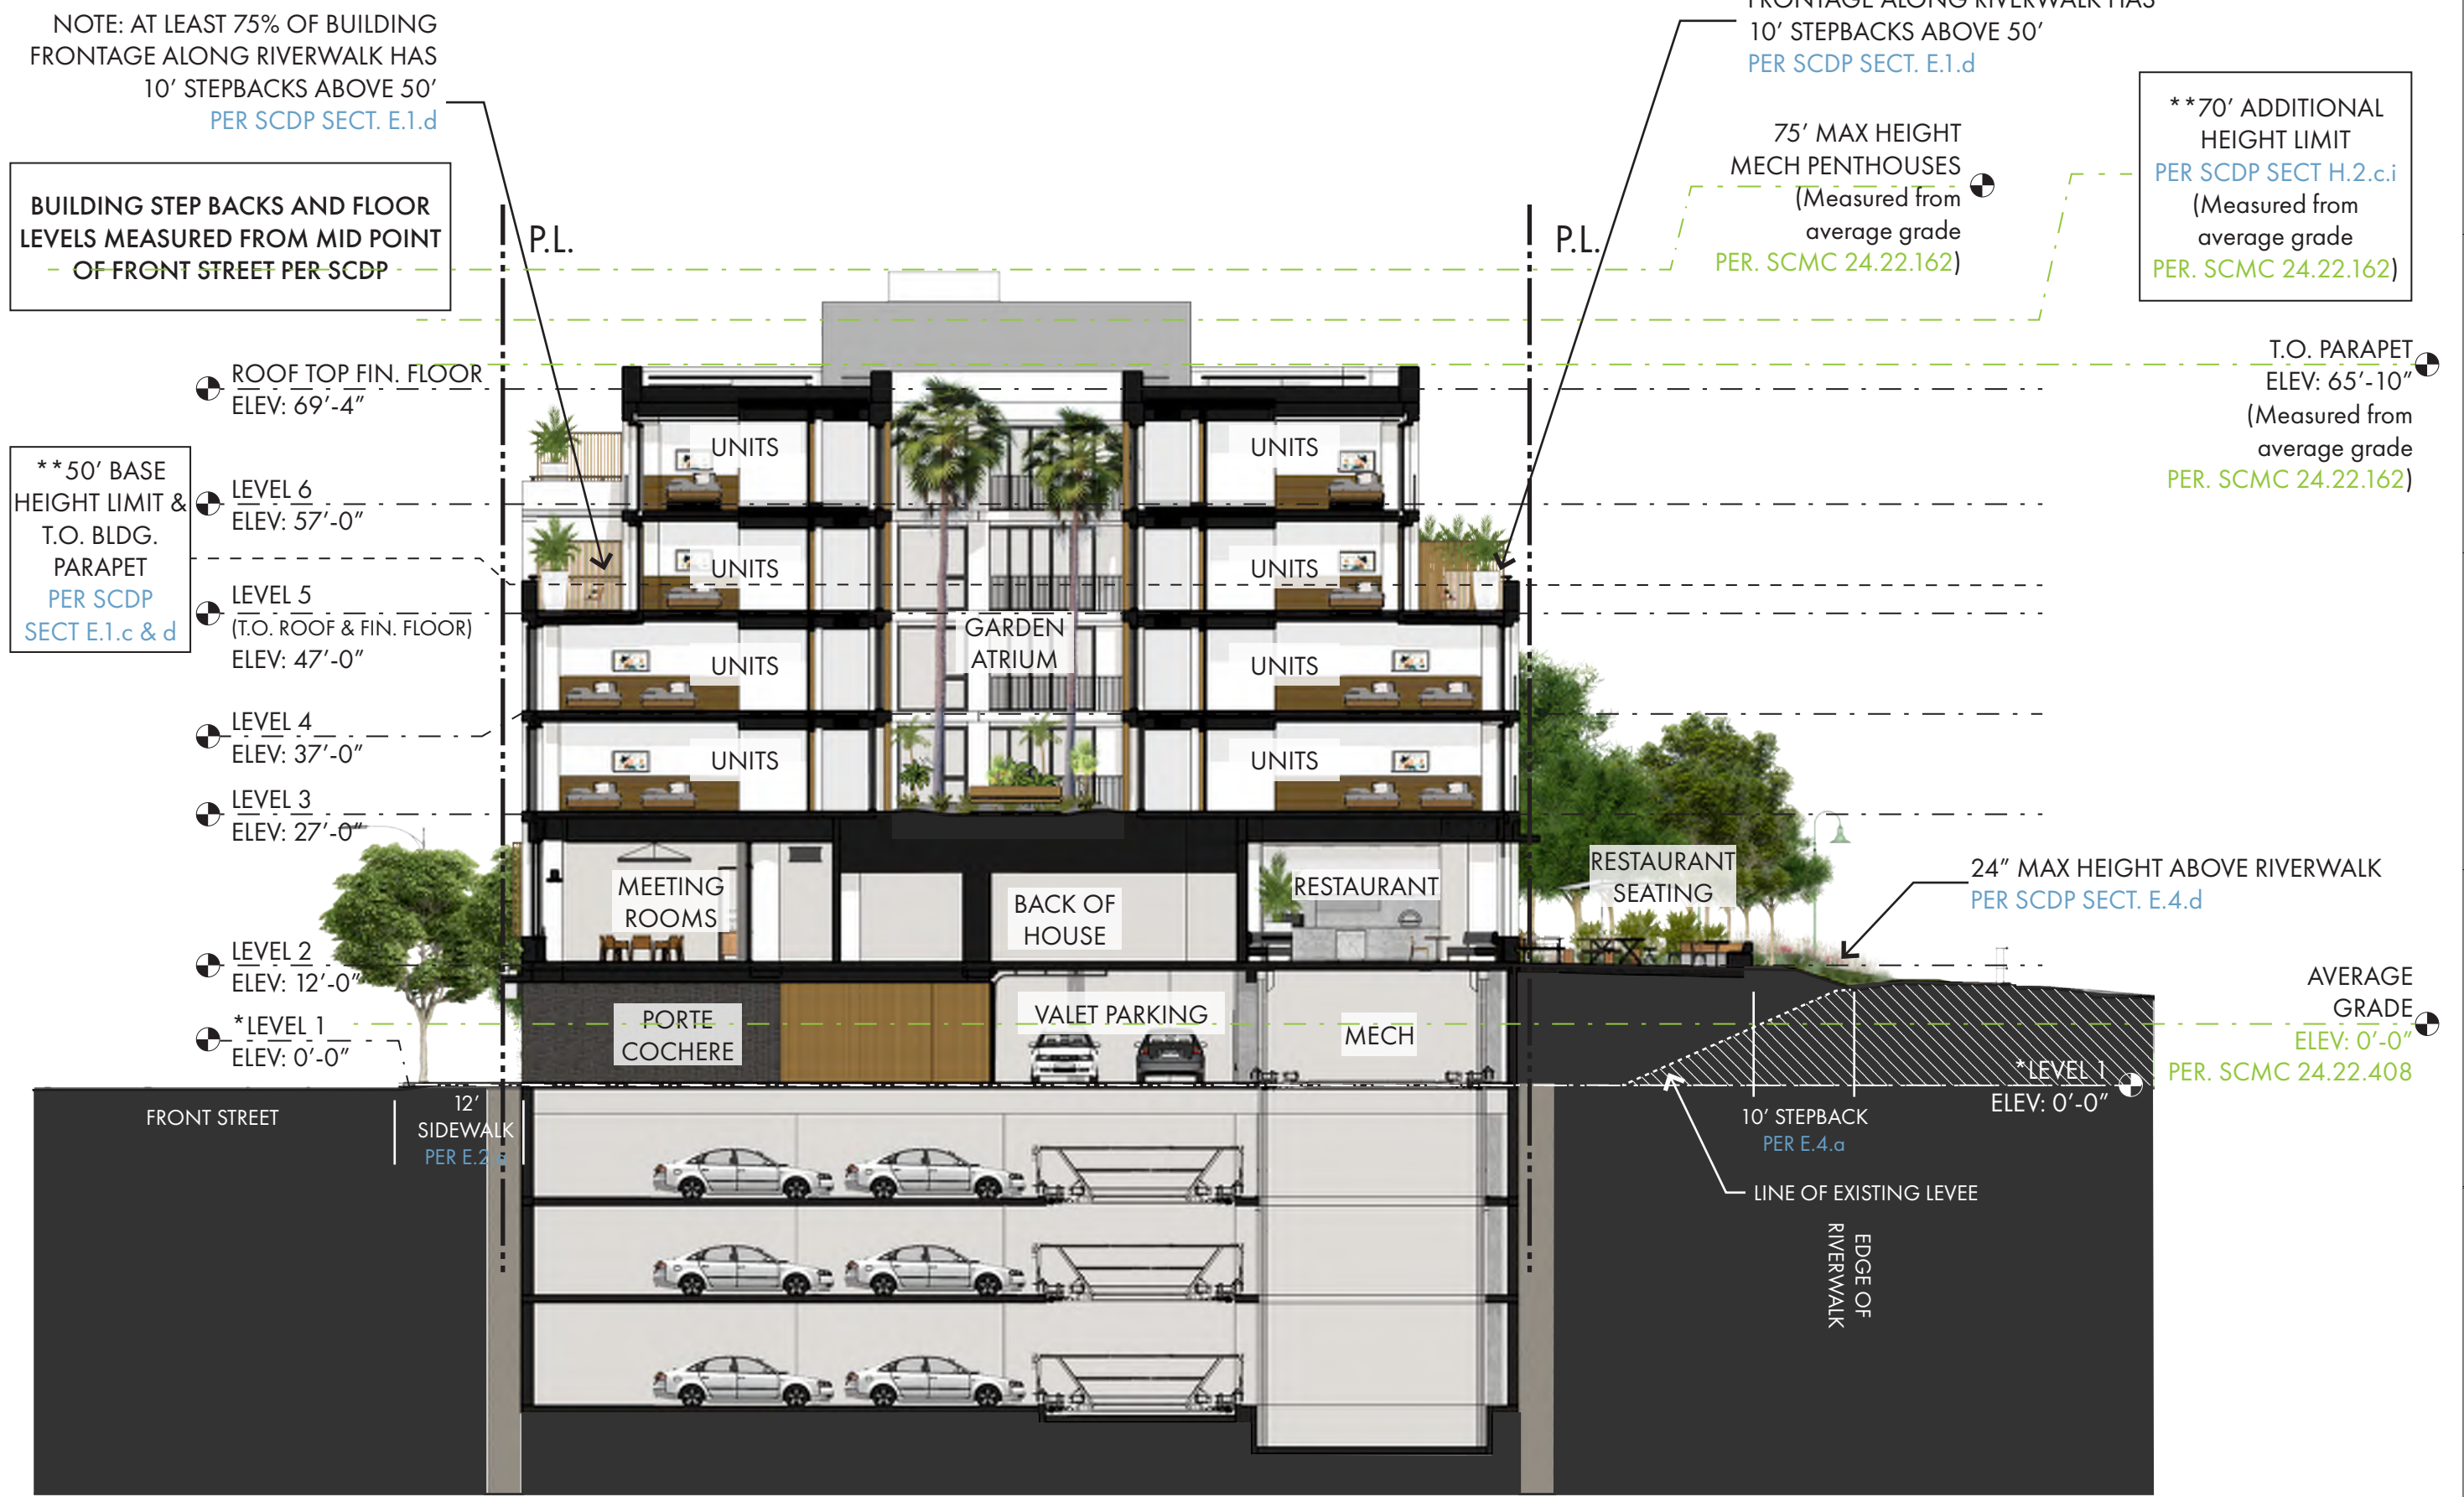 NOTE: AT LEAST 75% OF BUILDING
FRONTAGE ALONG RIVERWALK HAS
10' STEPBACKS ABOVE 50'
PER SCDP SECT. E.1.d
BUILDING STEP BACKS AND FLOOR
LEVELS MEASURED FROM MID POINT
OF FRONT STREET PER SCDP
P.L.
FRONTAGE ALONG RIVERWALK HAS
10' STEPBACKS ABOVE 50'
PER SCDP SECT. E.1.d
75' MAX HEIGHT
MECH PENTHOUSES
(Measured from
average grade
PER. SCMC 24.22.162)
P.L.
**70' ADDITIONAL
HEIGHT LIMIT
PER SCDP SECT H.2.c.i
(Measured from
average grade
PER. SCMC 24.22.162)
T.O. PARAPET
ELEV: 65'-10"
(Measured from
average grade
PER. SCMC 24.22.162)
ROOF TOP FIN. FLOOR
ELEV: 69'-4"
**50' BASE
HEIGHT LIMIT &
T.O. BLDG.
PARAPET
PER SCDP
SECT E.1.c & d
LEVEL 6
ELEV: 57'-0"
LEVEL 5
(T.O. ROOF & FIN. FLOOR)
ELEV: 47'-0"
LEVEL 4
ELEV: 37'-0"
LEVEL 3
ELEV: 27'-0"
LEVEL 2
ELEV: 12'-0"
*LEVEL 1
ELEV: 0'-0"
UNITS
UNITS
UNITS
UNITS
GARDEN
ATRIUM
UNITS
UNITS
UNITS
UNITS
MEETING
ROOMS
BACK OF
HOUSE
RESTAURANT
RESTAURANT
SEATING
24" MAX HEIGHT ABOVE RIVERWALK
PER SCDP SECT. E.4.d
PORTE
COCHERE
VALET PARKING
MECH
AVERAGE
GRADE
ELEV: 0'-0"
PER. SCMC 24.22.408
*LEVEL 1
ELEV: 0'-0"
FRONT STREET
12'
SIDEWALK
PER E.2
10' STEPBACK
PER E.4.a
LINE OF EXISTING LEVEE
EDGE OF
RIVERWALK